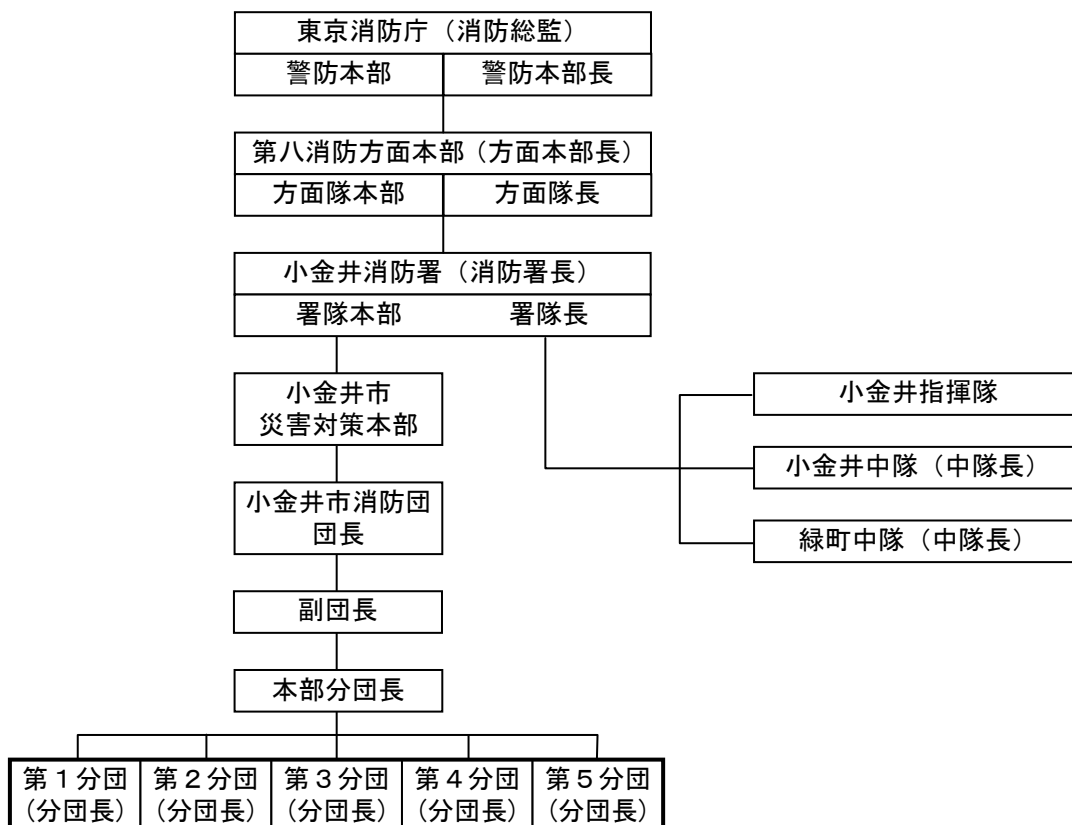 東京消防庁（消防総監）
警防本部 警防本部長
第八消防方面本部（方面本部長）
方面隊本部 方面隊長
小金井消防署（消防署長）
署隊本部 署隊長
小金井市
災害対策本部
小金井指揮隊
小金井中隊（中隊長）
緑町中隊（中隊長）
小金井市消防団
団長
副団長
本部分団長
第１分団 第２分団 第３分団 第４分団 第５分団
(分団長) (分団長) (分団長) (分団長) (分団長)